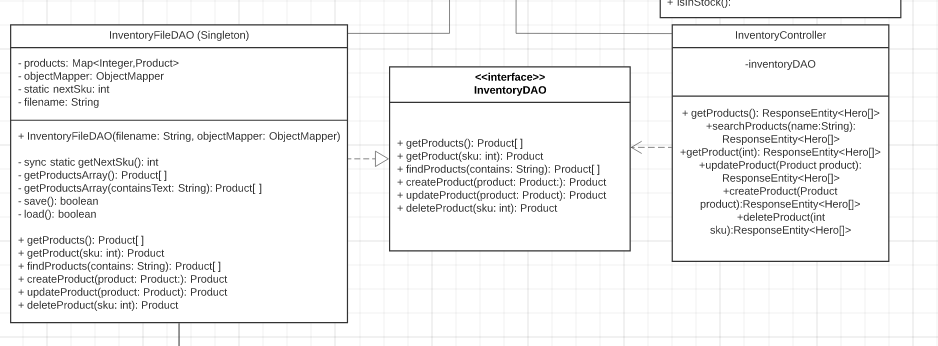 + isInStock():
InventoryFileDAO (Singleton)
- products: Map<Integer,Product>
- objectMapper: ObjectMapper
- static nextSku: int
- filename: String
+ InventoryFileDAO(filename: String, objectMapper: ObjectMapper)
- sync static getNextSku(): int
- getProductsArray(): Product[ ]
- getProductsArray(containsText: String): Product[ ]
- save(): boolean
- load(): boolean
+ getProducts(): Product[ ]
+ getProduct(sku: int): Product
+ findProducts(contains: String): Product[ ]
+ createProduct(product: Product:): Product
+ updateProduct(product: Product): Product
+ deleteProduct(sku: int): Product
<<interface>>
InventoryDAO
+ getProducts(): Product[ ]
+ getProduct(sku: int): Product
+ findProducts(contains: String): Product[ ]
+ createProduct(product: Product:): Product
+ updateProduct(product: Product): Product
+ deleteProduct(sku: int): Product
InventoryController
-inventoryDAO
+ getProducts(): ResponseEntity<Hero[]>
+searchProducts(name:String):
ResponseEntity<Hero[]>
+getProduct(int): ResponseEntity<Hero[]>
+updateProduct(Product product):
ResponseEntity<Hero[]>
+createProduct(Product
product):ResponseEntity<Hero[]>
+deleteProduct(int
sku):ResponseEntity<Hero[]>